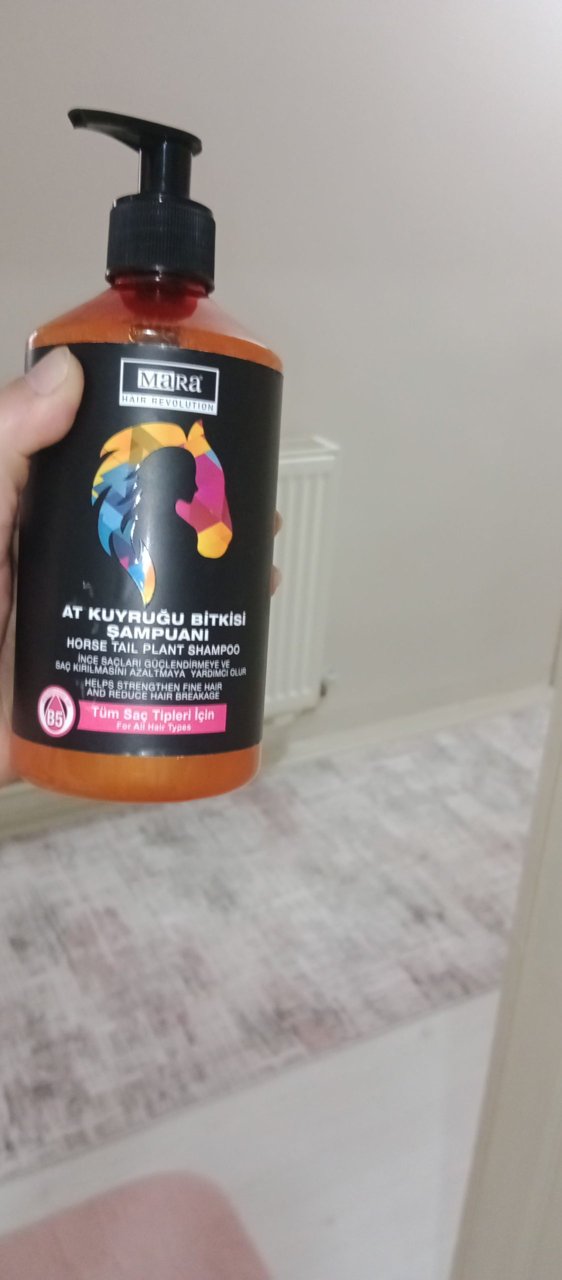 MaRa
HAIR REVOLUTION
AT KUYRUĞU BİTKİSİ
ŞAMPUANI
HORSE TAIL PLANT SHAMPOO
İNCE SAÇLARI GÜÇLENDİRMEYE VE
SAÇ KIRILMASINI AZALTMAYA YARDIMCI OLUR
HELPS STRENGTHEN FINE HAIR
AND REDUCE HAIR BREAKAGE
B5
Tüm Saç Tipleri İçin
For All Hair Types